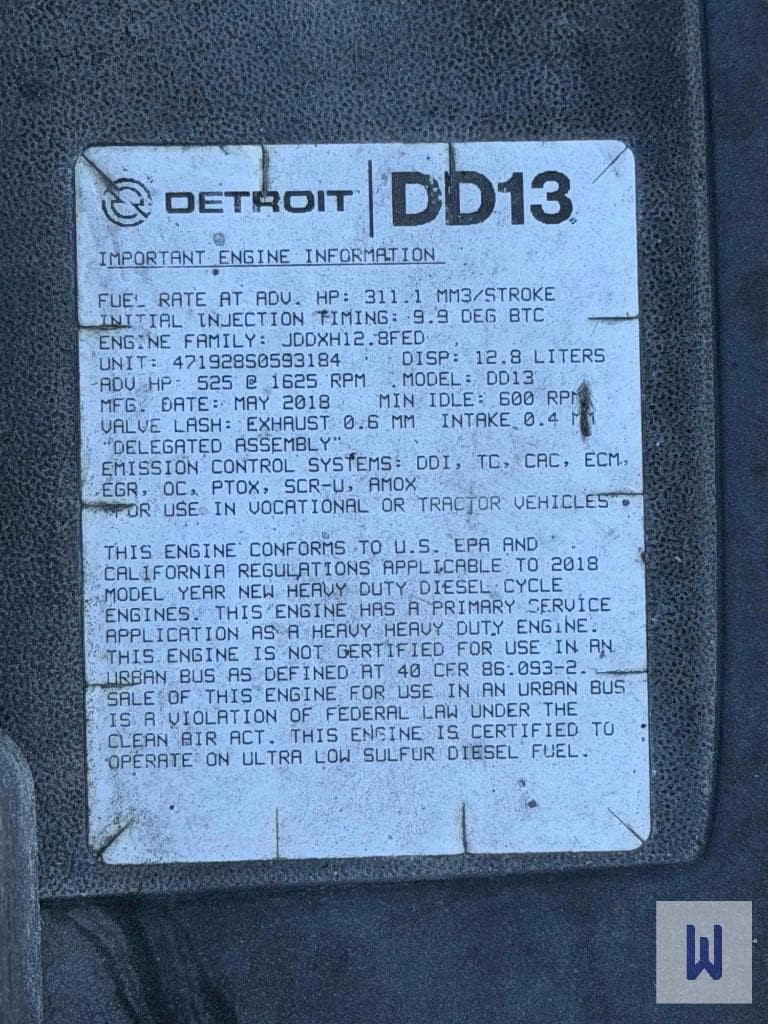 DETROIT DD13
IMPORTANT ENGINE INFORMATION
FUEL RATE AT ADV. HP: 311.1 MM3/STROKE
INITIAL INJECTION TIMING: 9.9 DEG BTC
ENGINE FAMILY: JDDXH12.8FED
UNIT: 471928S0593184 DISP: 12.8 LITERS
ADV HP: 525 @ 1625 RPM MODEL: DD13
MFG. DATE: MAY 2018 MIN IDLE: 600 RPM
VALVE LASH: EXHAUST 0.6 MM INTAKE 0.4 MM
"DELEGATED ASSEMBLY"
EMISSION CONTROL SYSTEMS: DDI, TC, CAC, ECM,
EGR, OC, PTOX, SCR-U, AMOX
"FOR USE IN VOCATIONAL OR TRACTOR VEHICLES"
THIS ENGINE CONFORMS TO U.S. EPA AND
CALIFORNIA REGULATIONS APPLICABLE TO 2018
MODEL YEAR NEW HEAVY DUTY DIESEL CYCLE
ENGINES. THIS ENGINE HAS A PRIMARY SERVICE
APPLICATION AS A HEAVY HEAVY DUTY ENGINE.
THIS ENGINE IS NOT CERTIFIED FOR USE IN AN
URBAN BUS AS DEFINED AT 40 CFR 86.093-2.
SALE OF THIS ENGINE FOR USE IN AN URBAN BUS
IS A VIOLATION OF FEDERAL LAW UNDER THE
CLEAN AIR ACT. THIS ENGINE IS CERTIFIED TO
OPERATE ON ULTRA LOW SULFUR DIESEL FUEL.
W